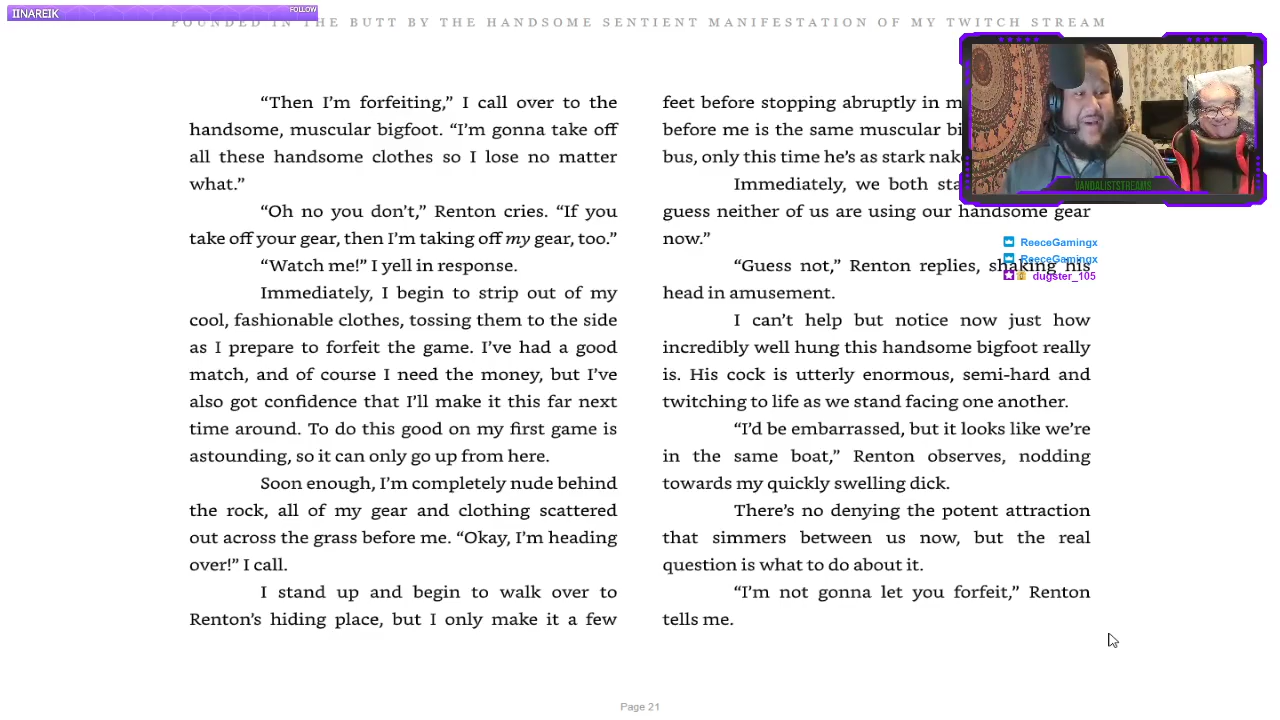 IINAREIK
FOLLOW
POUNDED IN THE BUTT BY THE HANDSOME SENTIENT MANIFESTATION OF MY TWITCH STREAM
“Then I’m forfeiting,” I call over to the
handsome, muscular bigfoot. “I’m gonna take off
all these handsome clothes so I lose no matter
what.”
“Oh no you don’t,” Renton cries. “If you
take off your gear, then I’m taking off my gear, too.”
“Watch me!” I yell in response.
Immediately, I begin to strip out of my
cool, fashionable clothes, tossing them to the side
as I prepare to forfeit the game. I’ve had a good
match, and of course I need the money, but I’ve
also got confidence that I’ll make it this far next
time around. To do this good on my first game is
astounding, so it can only go up from here.
Soon enough, I’m completely nude behind
the rock, all of my gear and clothing scattered
out across the grass before me. “Okay, I’m heading
over!” I call.
I stand up and begin to walk over to
Renton’s hiding place, but I only make it a few
feet before stopping abruptly in
before me is the same muscular
bus, only this time he’s as stark
Immediately, we both
guess neither of us are using our handsome gear
now.”
“Guess not,” Renton replies, shaking his
head in amusement.
I can’t help but notice now just how
incredibly well hung this handsome bigfoot really
is. His cock is utterly enormous, semi-hard and
twitching to life as we stand facing one another.
“I’d be embarrassed, but it looks like we’re
in the same boat,” Renton observes, nodding
towards my quickly swelling dick.
There’s no denying the potent attraction
that simmers between us now, but the real
question is what to do about it.
“I’m not gonna let you forfeit,” Renton
tells me.
VANDALISTSTREAMS
ReeceGamingx
ReeceGamingx
dugster_105
Page 21